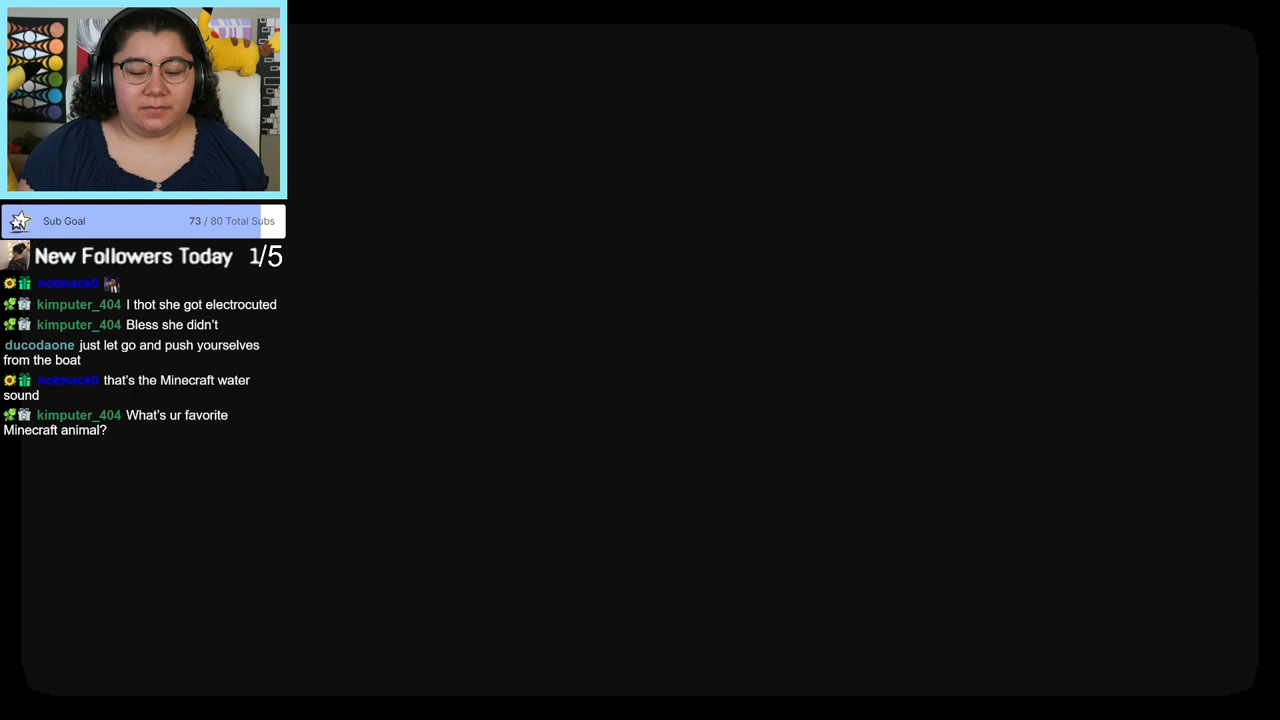 Sub Goal 73 / 80 Total Subs
New Followers Today 1/5
notmack0
kimputer_404 I thot she got electrocuted
kimputer_404 Bless she didn't
ducodaone just let go and push yourselves
from the boat
notmack0 that's the Minecraft water
sound
kimputer_404 What's ur favorite
Minecraft animal?